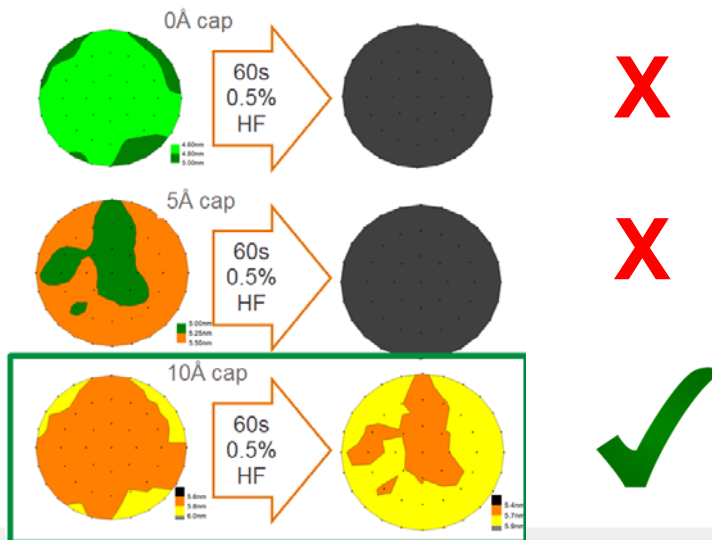 0Å cap
60s
0.5%
HF
X
4.60nm
4.80nm
5.00nm
5Å cap
60s
0.5%
HF
X
5.00nm
5.25nm
5.50nm
10Å cap
60s
0.5%
HF
5.6nm
5.8nm
6.0nm
5.4nm
5.7nm
5.9nm